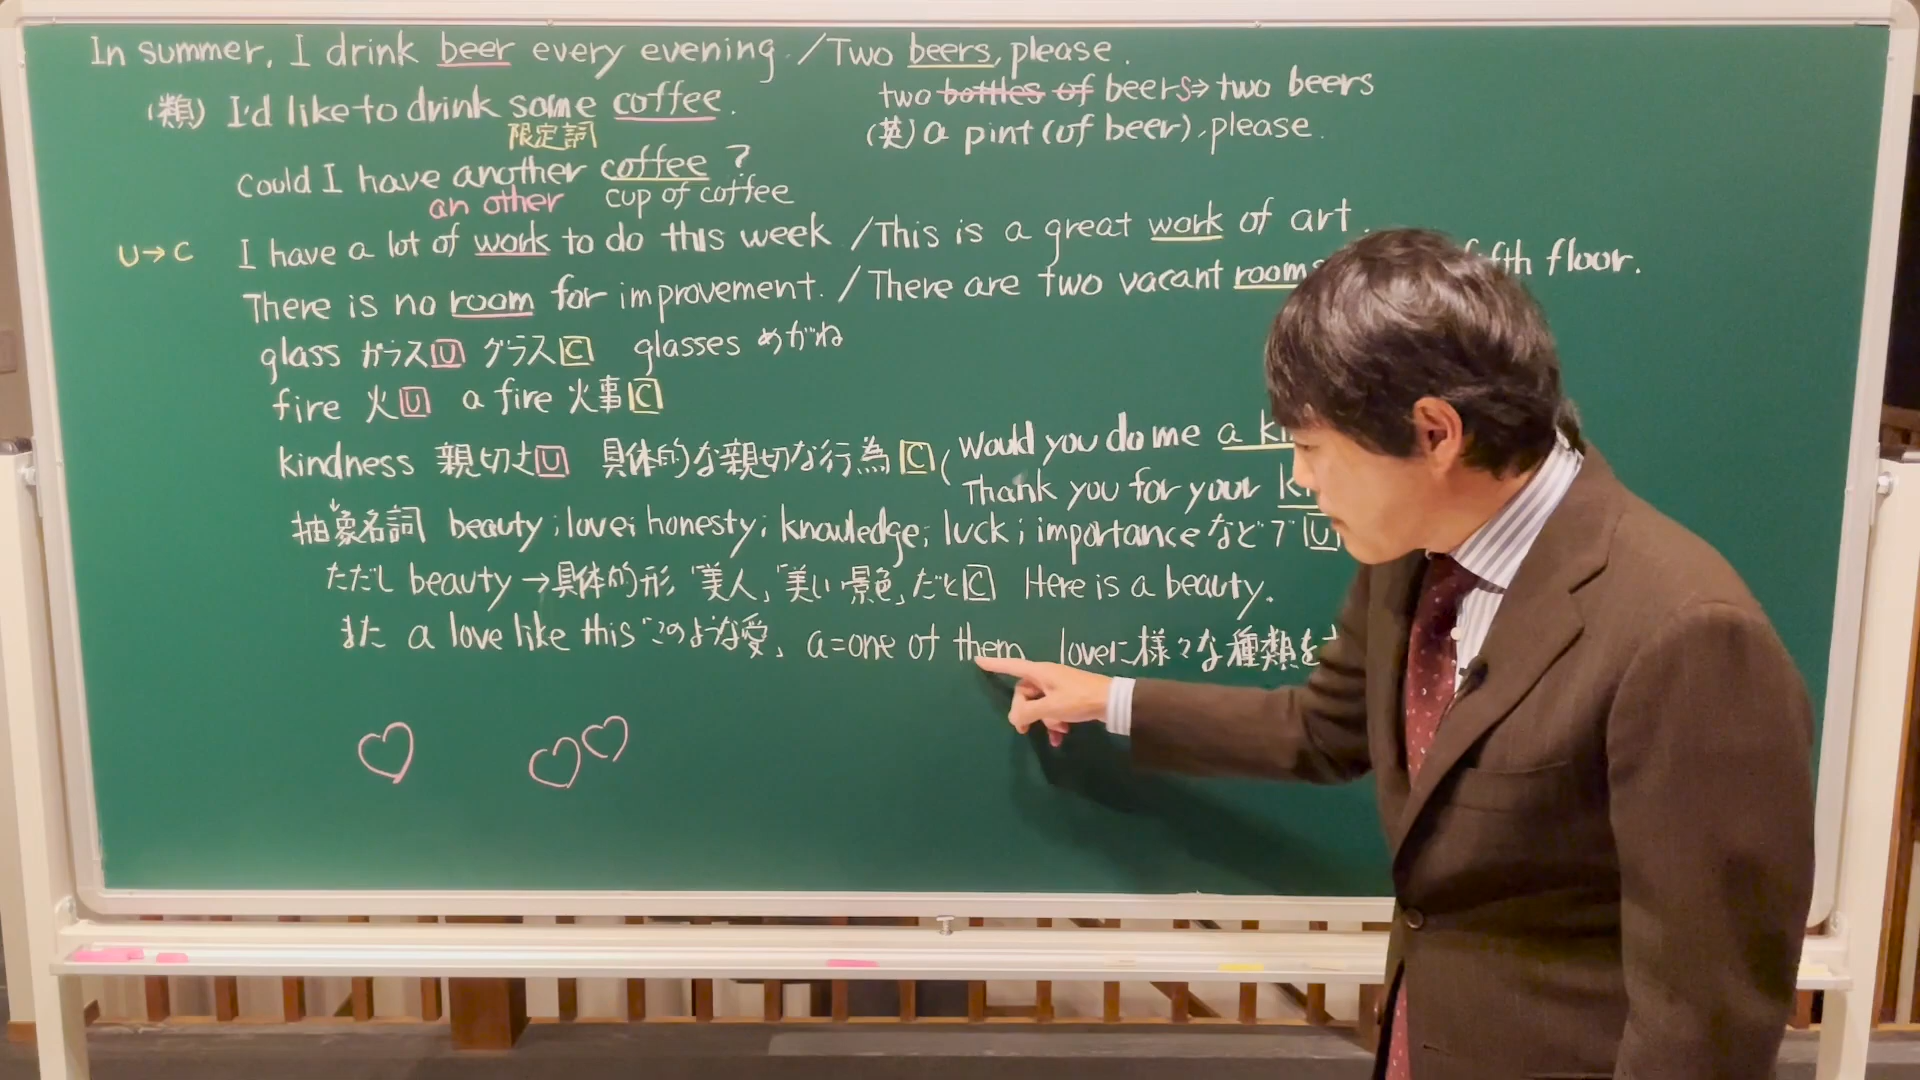 In summer, I drink beer every evening. / Two beers, please.
two bottles of beers⇒ two beers
(類) I'd like to drink some coffee.
限定詞
(英) a pint (of beer), please.
Could I have another coffee?
an other cup of coffee
U→C I have a lot of work to do this week / This is a great work of art.
There is no room for improvement. / There are two vacant rooms fifth floor.
glass ガラスU グラスC glasses めがね
fire 火U a fire 火事C
kindness 親切さU 具体的な親切な行為C (Would you do me a
Thank you for your
抽象名詞 beauty; love; honesty; knowledge; luck; importance などでU
ただし beauty→具体的形「美人」「美しい景色」だとC Here is a beauty.
また a love like this「このような愛」 a=one of them loveに様々な種類を